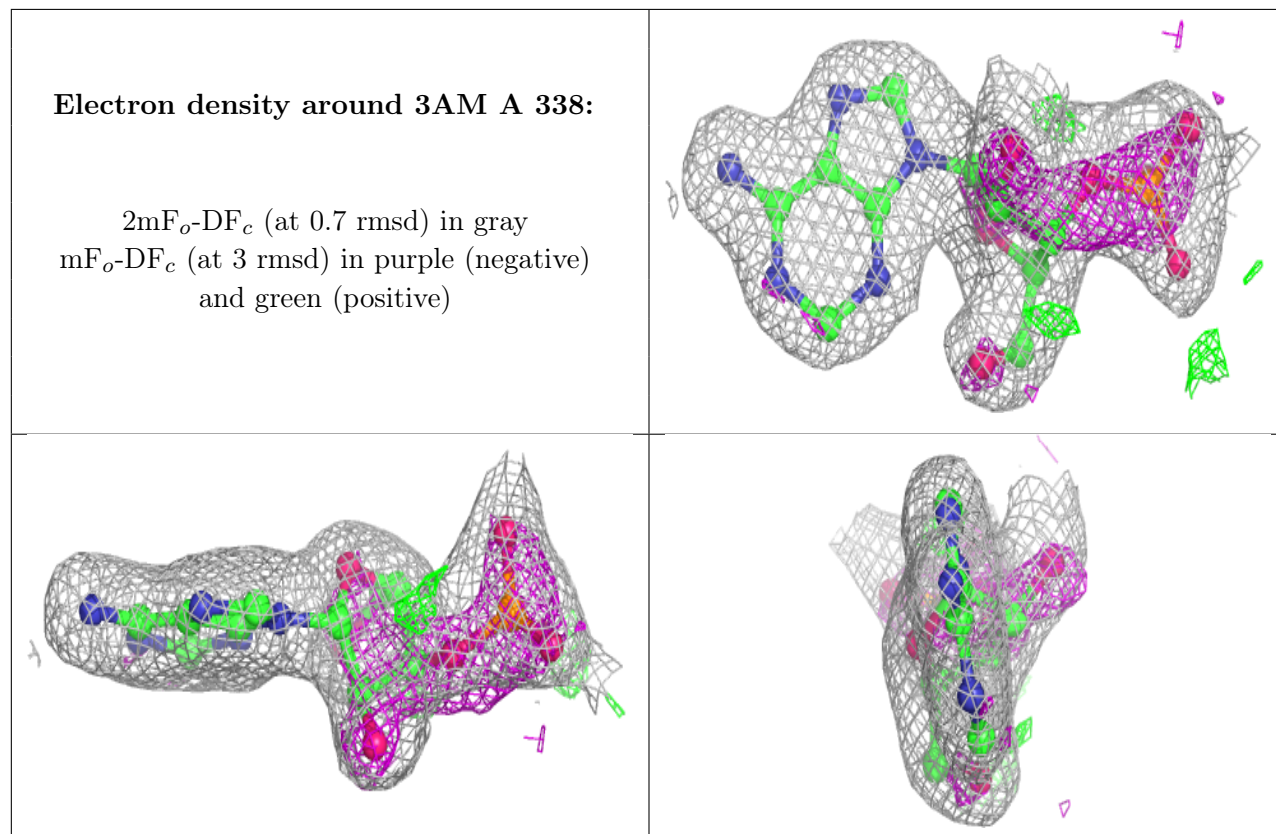 Electron density around 3AM A 338:
2mFo-DFc (at 0.7 rmsd) in gray
mFo-DFc (at 3 rmsd) in purple (negative)
and green (positive)